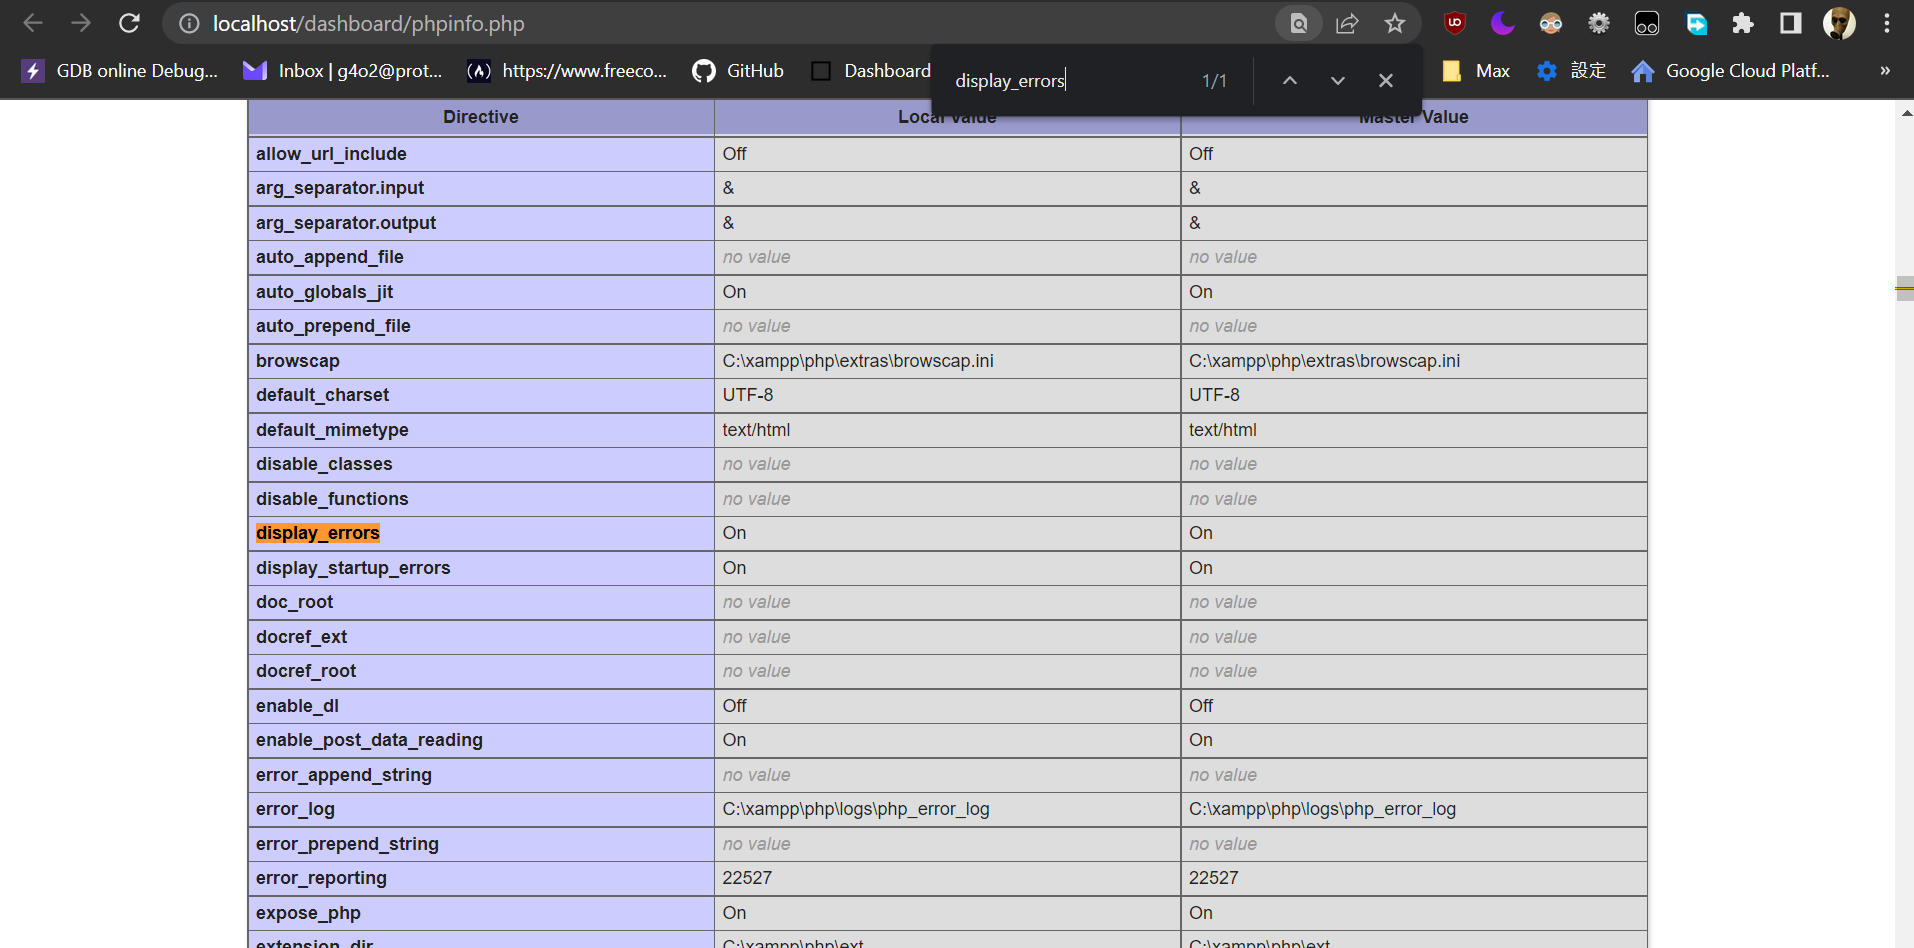 localhost/dashboard/phpinfo.php
GDB online Debug... Inbox | g4o2@prot... https://www.freeco... GitHub Dashboard Max 設定 Google Cloud Platf... »
display_errors 1/1
Directive Local Value Master Value
allow_url_include Off Off
arg_separator.input & &
arg_separator.output & &
auto_append_file no value no value
auto_globals_jit On On
auto_prepend_file no value no value
browscap C:\xampp\php\extras\browscap.ini C:\xampp\php\extras\browscap.ini
default_charset UTF-8 UTF-8
default_mimetype text/html text/html
disable_classes no value no value
disable_functions no value no value
display_errors On On
display_startup_errors On On
doc_root no value no value
docref_ext no value no value
docref_root no value no value
enable_dl Off Off
enable_post_data_reading On On
error_append_string no value no value
error_log C:\xampp\php\logs\php_error_log C:\xampp\php\logs\php_error_log
error_prepend_string no value no value
error_reporting 22527 22527
expose_php On On
extension_dir C:\xampp\php\ext C:\xampp\php\ext